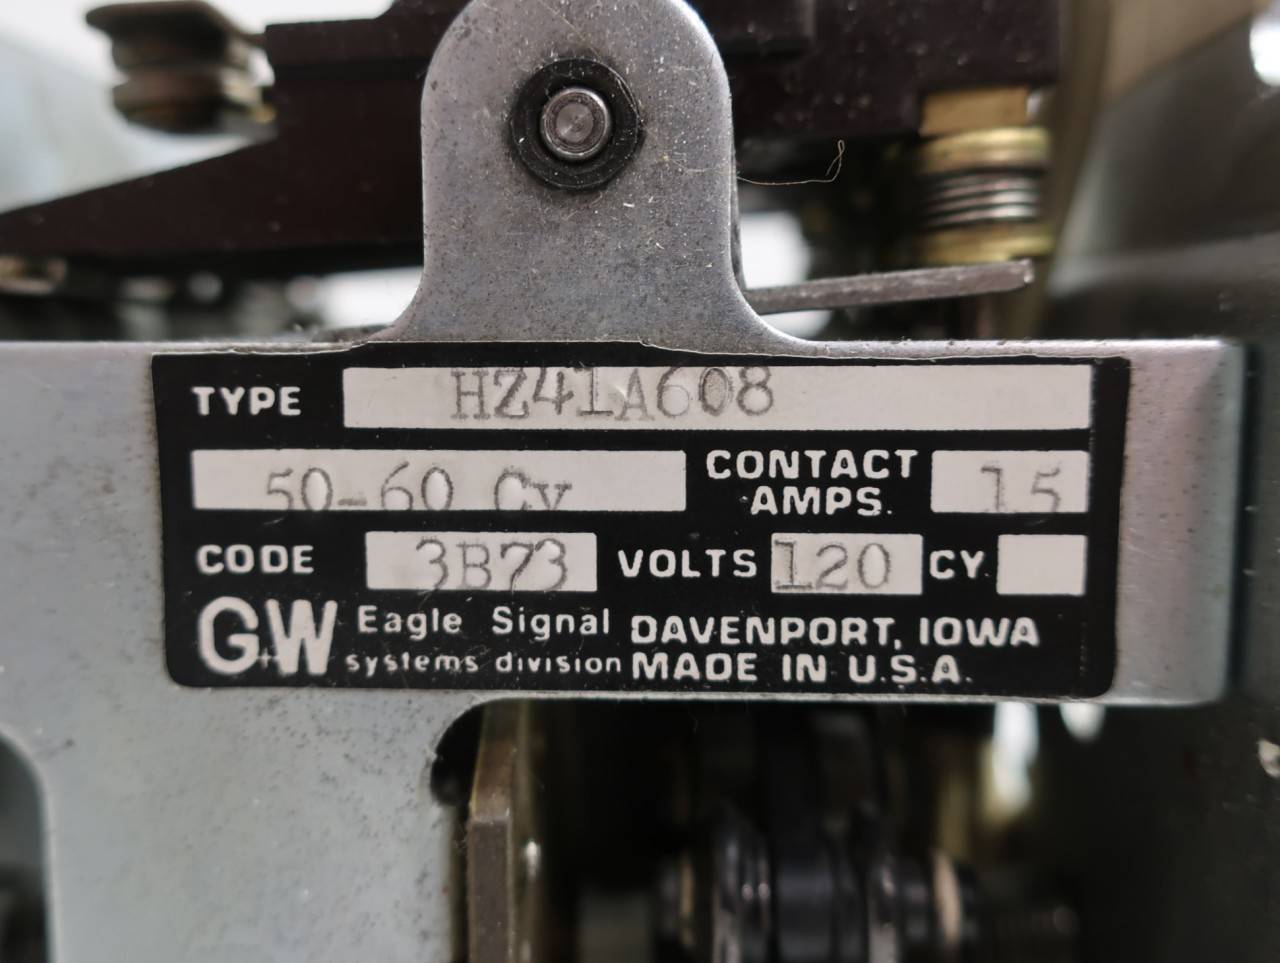 TYPE HZ41A608
50-60 Cy CONTACT AMPS. 15
CODE 3B73 VOLTS 120 CY.
G+W Eagle Signal DAVENPORT, IOWA
systems division MADE IN U.S.A.